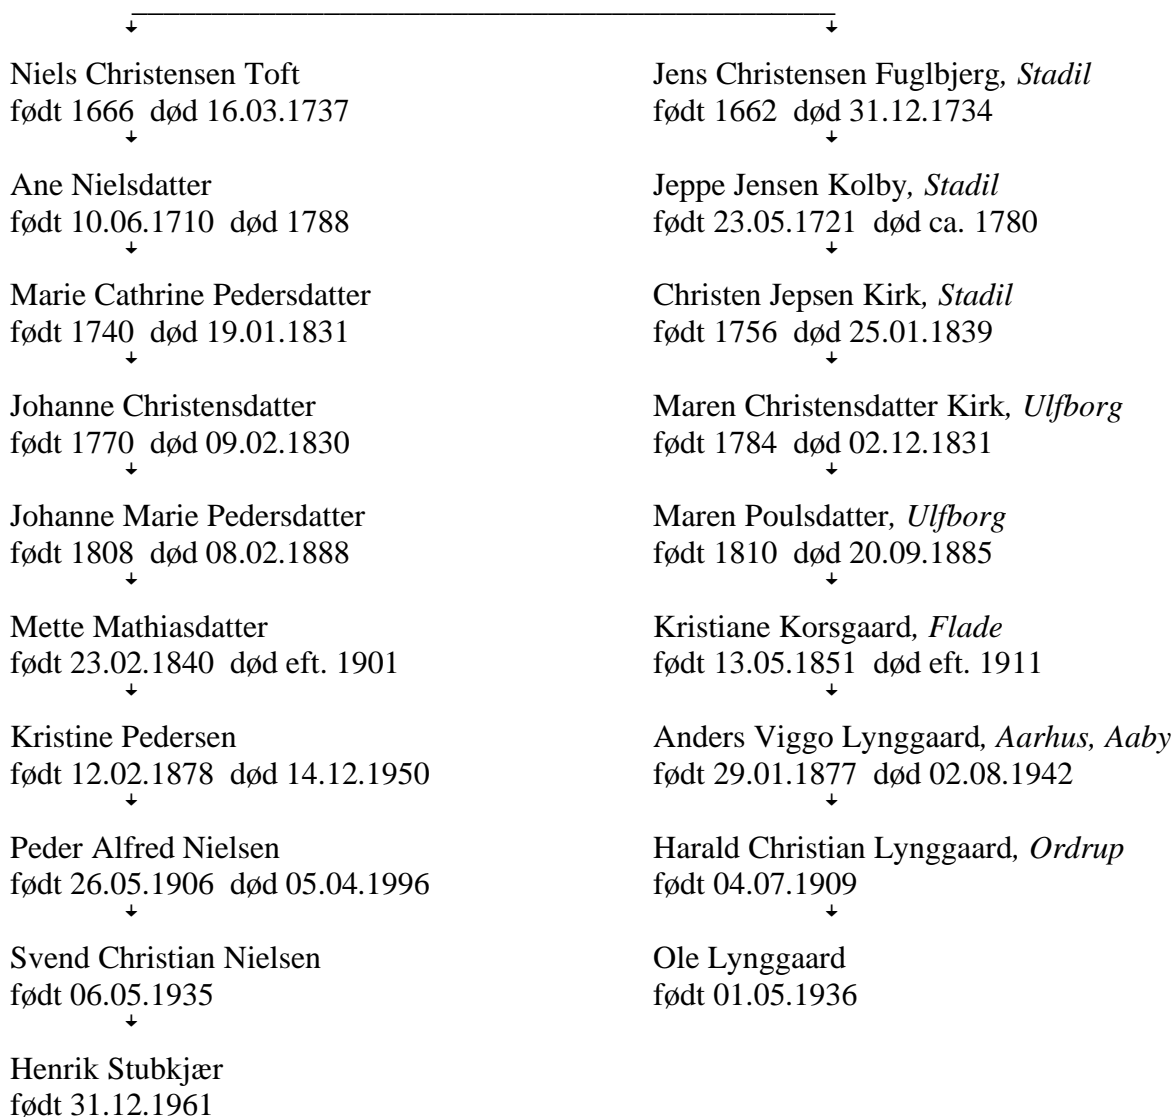 Niels Christensen Toft
født 1666 død 16.03.1737
Ane Nielsdatter
født 10.06.1710 død 1788
Marie Cathrine Pedersdatter
født 1740 død 19.01.1831
Johanne Christensdatter
født 1770 død 09.02.1830
Johanne Marie Pedersdatter
født 1808 død 08.02.1888
Mette Mathiasdatter
født 23.02.1840 død eft. 1901
Kristine Pedersen
født 12.02.1878 død 14.12.1950
Peder Alfred Nielsen
født 26.05.1906 død 05.04.1996
Svend Christian Nielsen
født 06.05.1935
Henrik Stubkjær
født 31.12.1961
Jens Christensen Fuglbjerg, Stadil
født 1662 død 31.12.1734
Jeppe Jensen Kolby, Stadil
født 23.05.1721 død ca. 1780
Christen Jepsen Kirk, Stadil
født 1756 død 25.01.1839
Maren Christensdatter Kirk, Ulfborg
født 1784 død 02.12.1831
Maren Poulsdatter, Ulfborg
født 1810 død 20.09.1885
Kristiane Korsgaard, Flade
født 13.05.1851 død eft. 1911
Anders Viggo Lynggaard, Aarhus, Aaby
født 29.01.1877 død 02.08.1942
Harald Christian Lynggaard, Ordrup
født 04.07.1909
Ole Lynggaard
født 01.05.1936